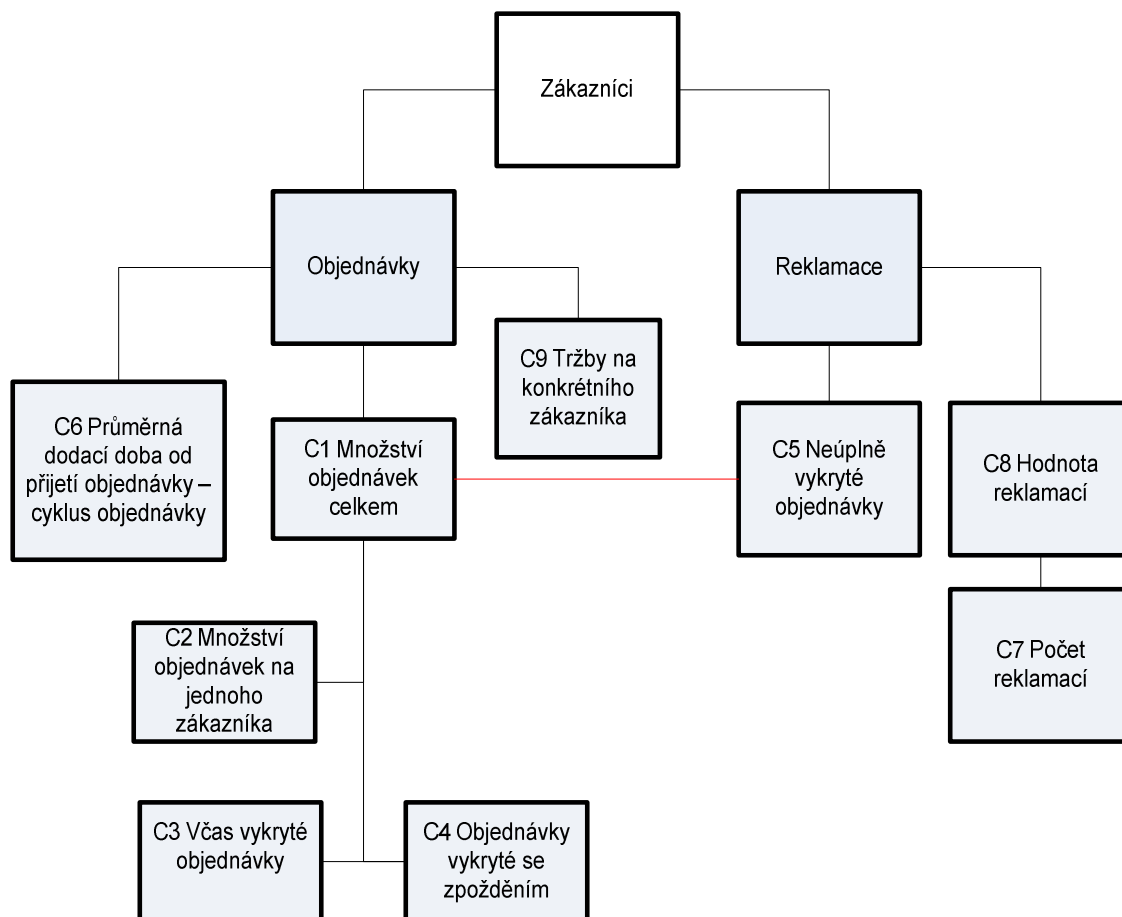 Zákazníci
Objednávky
Reklamace
C9 Tržby na
konkrétního
zákazníka
C6 Průměrná
dodací doba od
přijetí objednávky –
cyklus objednávky
C1 Množství
objednávek
celkem
C5 Neúplně
vykryté
objednávky
C8 Hodnota
reklamací
C2 Množství
objednávek na
jednoho
zákazníka
C7 Počet
reklamací
C3 Včas vykryté
objednávky
C4 Objednávky
vykryté se
zpožděním